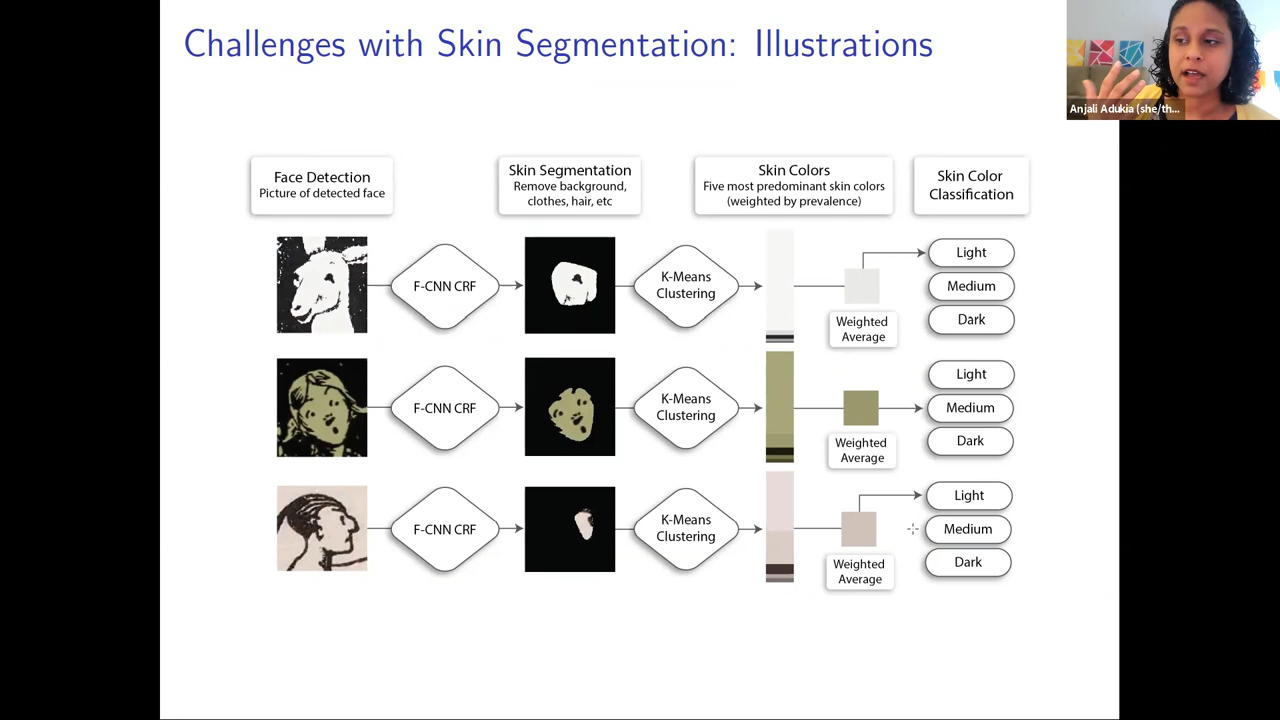 Challenges with Skin Segmentation: Illustrations
Anjali Adukia (she/th...
Face Detection
Picture of detected face
Skin Segmentation
Remove background,
clothes, hair, etc
Skin Colors
Five most predominant skin colors
(weighted by prevalence)
Skin Color
Classification
F-CNN CRF
K-Means
Clustering
Weighted
Average
Light
Medium
Dark
F-CNN CRF
K-Means
Clustering
Weighted
Average
Light
Medium
Dark
F-CNN CRF
K-Means
Clustering
Weighted
Average
Light
Medium
Dark